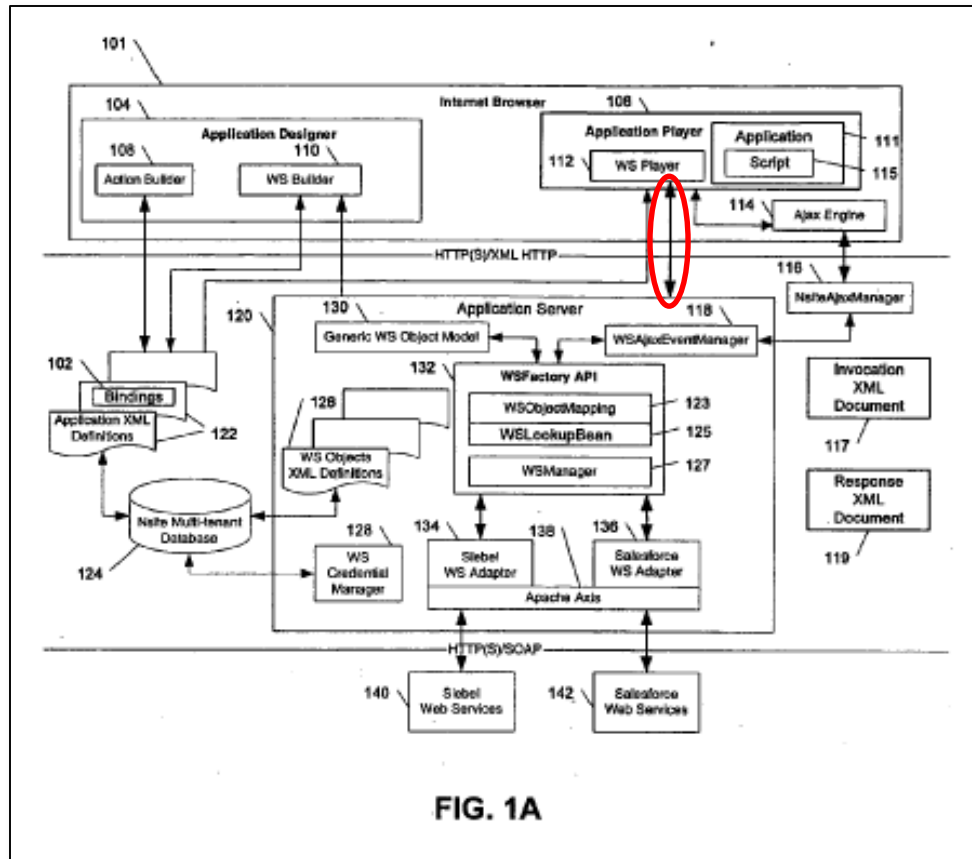 101
Internet Browser
104
Application Designer
108
Action Builder
110
WS Builder
108
Application Player
112
WS Player
Application
111
Script
115
114
Ajax Engine
HTTP(S)/XML HTTP
116
NsiteAjaxManager
120
130
Application Server
118
Generic WS Object Model
WSAjaxEventManager
132
WSFactory API
WSObjectMapping
123
WSLookupBean
125
WSManager
127
102
Bindings
Application XML
Definitions
122
128
WS Objects
XML Definitions
Invocation
XML
Document
117
Response
XML
Document
119
Nsite Multi-tenant
Database
124
128
WS
Credential
Manager
134
Siebel
WS Adapter
138
136
Salesforce
WS Adapter
Apache Axis
HTTP(S)/SOAP
140
Siebel
Web Services
142
Salesforce
Web Services
FIG. 1A